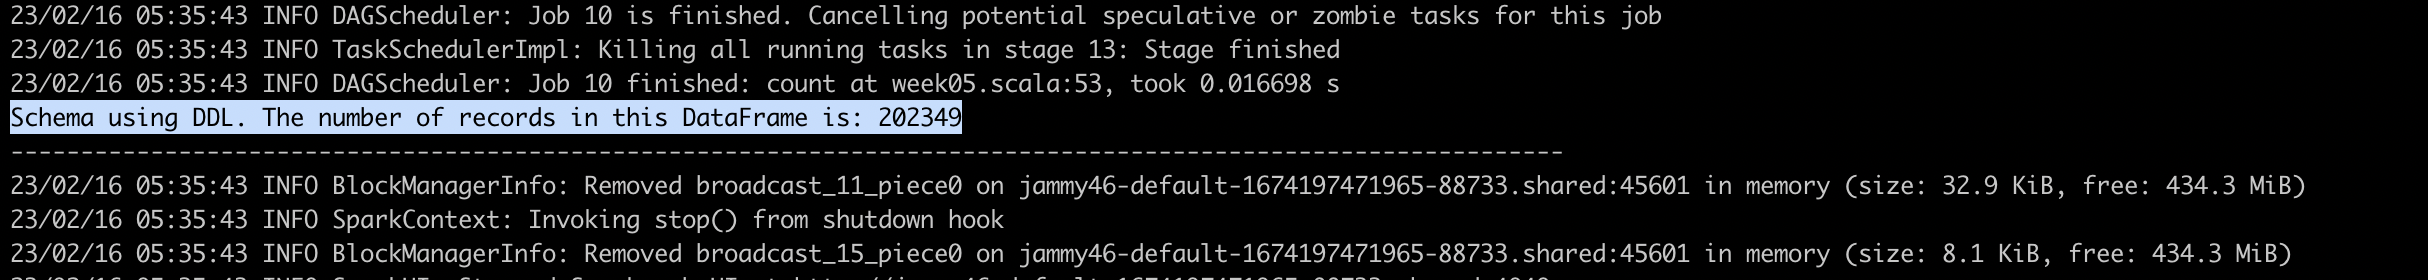 23/02/16 05:35:43 INFO DAGScheduler: Job 10 is finished. Cancelling potential speculative or zombie tasks for this job
23/02/16 05:35:43 INFO TaskSchedulerImpl: Killing all running tasks in stage 13: Stage finished
23/02/16 05:35:43 INFO DAGScheduler: Job 10 finished: count at week05.scala:53, took 0.016698 s
Schema using DDL. The number of records in this DataFrame is: 202349
---------------------------------------------------------------------------------------------------------------
23/02/16 05:35:43 INFO BlockManagerInfo: Removed broadcast_11_piece0 on jammy46-default-1674197471965-88733.shared:45601 in memory (size: 32.9 KiB, free: 434.3 MiB)
23/02/16 05:35:43 INFO SparkContext: Invoking stop() from shutdown hook
23/02/16 05:35:43 INFO BlockManagerInfo: Removed broadcast_15_piece0 on jammy46-default-1674197471965-88733.shared:45601 in memory (size: 8.1 KiB, free: 434.3 MiB)